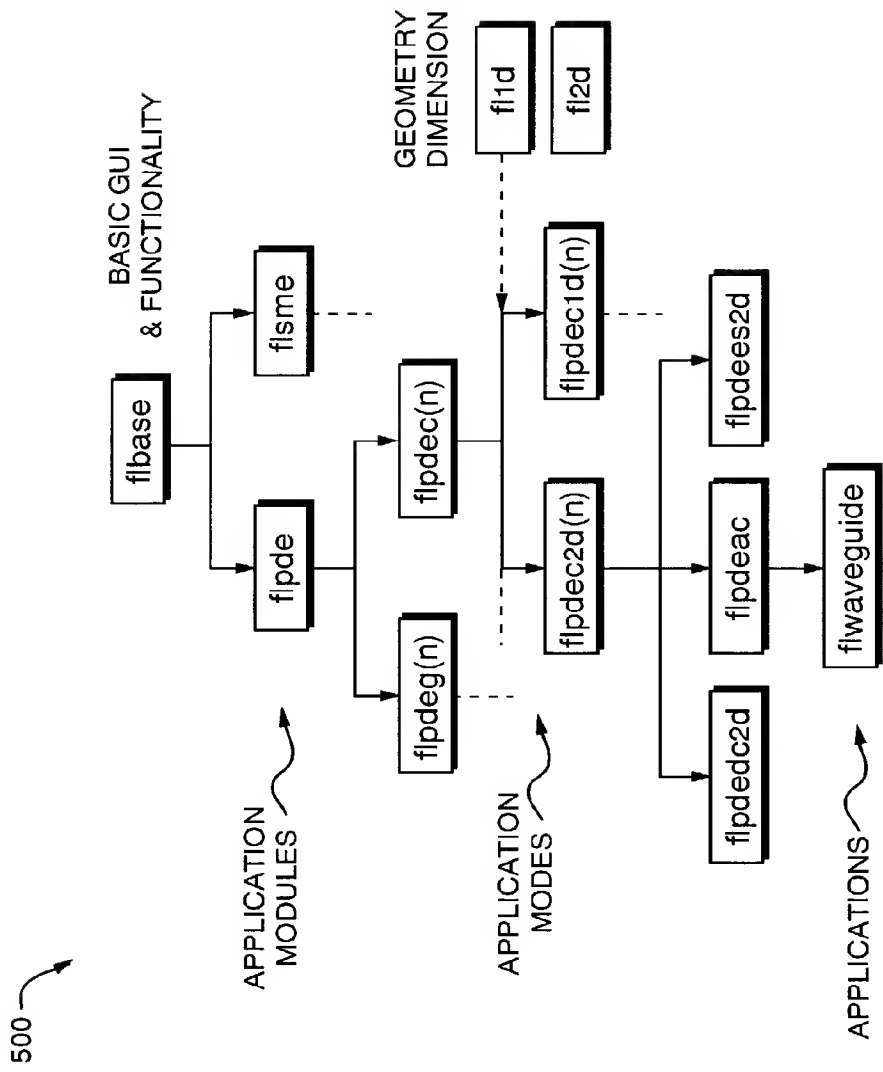 500
BASIC GUI
& FUNCTIONALITY
flbase
APPLICATION
MODULES
flpde
flsme
flpdeg(n)
flpdec(n)
GEOMETRY
DIMENSION
fl1d
fl2d
APPLICATION
MODES
flpdec2d(n)
flpdec1d(n)
flpdedc2d
flpdeac
flpdees2d
APPLICATIONS
flwaveguide